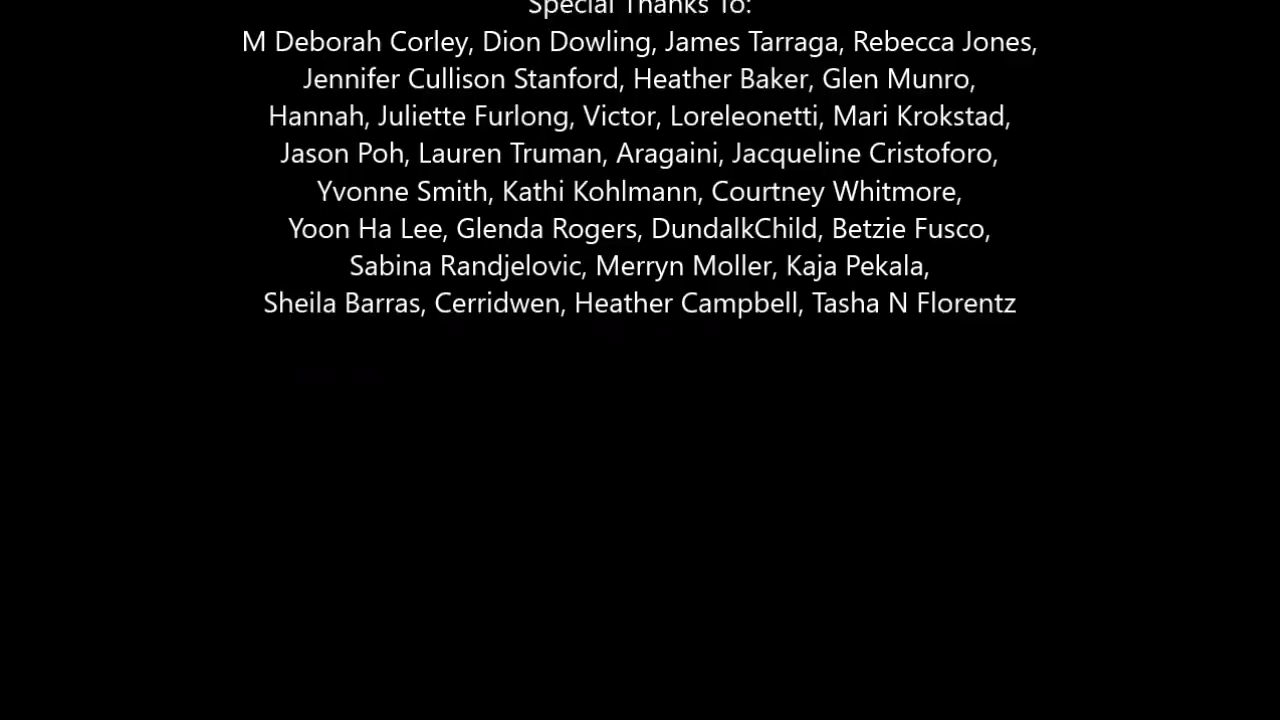 Special Thanks To:
M Deborah Corley, Dion Dowling, James Tarraga, Rebecca Jones,
Jennifer Cullison Stanford, Heather Baker, Glen Munro,
Hannah, Juliette Furlong, Victor, Loreleonetti, Mari Krokstad,
Jason Poh, Lauren Truman, Aragaini, Jacqueline Cristoforo,
Yvonne Smith, Kathi Kohlmann, Courtney Whitmore,
Yoon Ha Lee, Glenda Rogers, DundalkChild, Betzie Fusco,
Sabina Randjelovic, Merryn Moller, Kaja Pekala,
Sheila Barras, Cerridwen, Heather Campbell, Tasha N Florentz